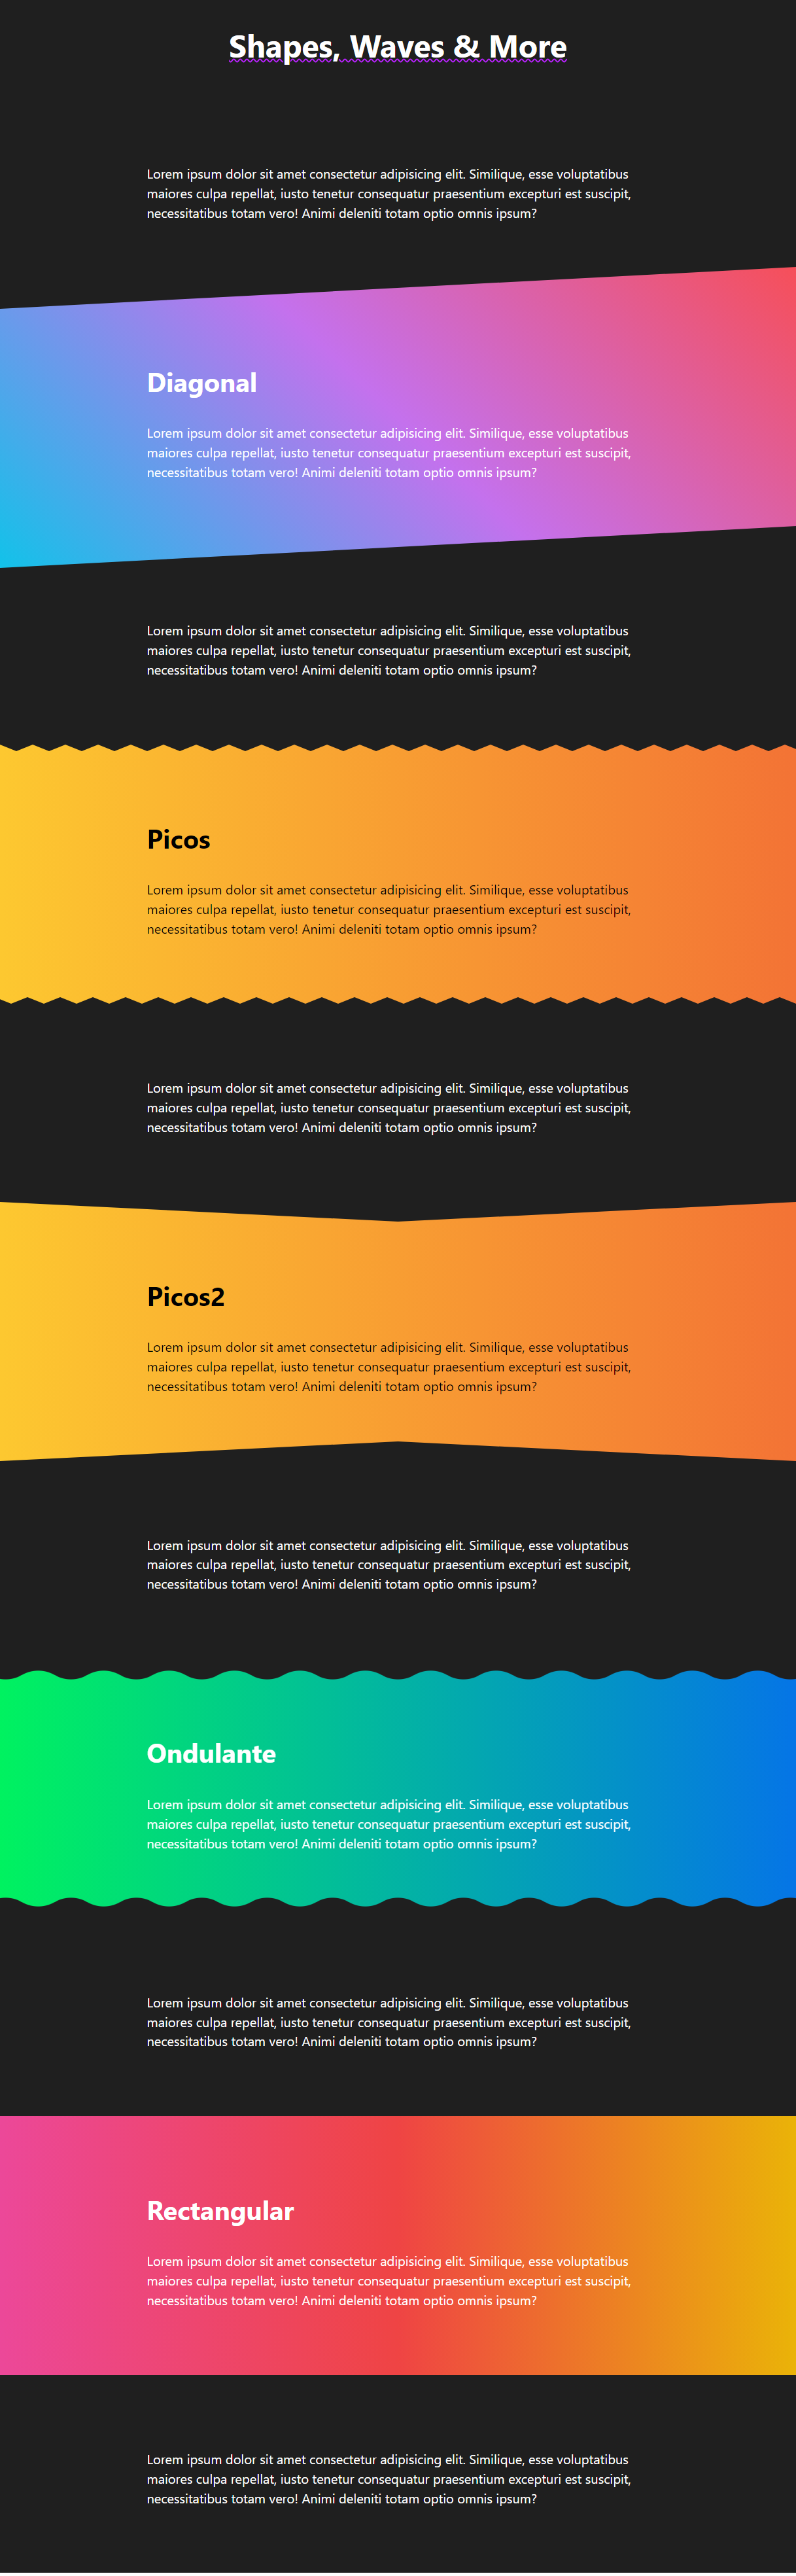 Shapes, Waves & More
Lorem ipsum dolor sit amet consectetur adipisicing elit. Similique, esse voluptatibus
maiores culpa repellat, iusto tenetur consequatur praesentium excepturi est suscipit,
necessitatibus totam vero! Animi deleniti totam optio omnis ipsum?
Diagonal
Lorem ipsum dolor sit amet consectetur adipisicing elit. Similique, esse voluptatibus
maiores culpa repellat, iusto tenetur consequatur praesentium excepturi est suscipit,
necessitatibus totam vero! Animi deleniti totam optio omnis ipsum?
Lorem ipsum dolor sit amet consectetur adipisicing elit. Similique, esse voluptatibus
maiores culpa repellat, iusto tenetur consequatur praesentium excepturi est suscipit,
necessitatibus totam vero! Animi deleniti totam optio omnis ipsum?
Picos
Lorem ipsum dolor sit amet consectetur adipisicing elit. Similique, esse voluptatibus
maiores culpa repellat, iusto tenetur consequatur praesentium excepturi est suscipit,
necessitatibus totam vero! Animi deleniti totam optio omnis ipsum?
Lorem ipsum dolor sit amet consectetur adipisicing elit. Similique, esse voluptatibus
maiores culpa repellat, iusto tenetur consequatur praesentium excepturi est suscipit,
necessitatibus totam vero! Animi deleniti totam optio omnis ipsum?
Picos2
Lorem ipsum dolor sit amet consectetur adipisicing elit. Similique, esse voluptatibus
maiores culpa repellat, iusto tenetur consequatur praesentium excepturi est suscipit,
necessitatibus totam vero! Animi deleniti totam optio omnis ipsum?
Lorem ipsum dolor sit amet consectetur adipisicing elit. Similique, esse voluptatibus
maiores culpa repellat, iusto tenetur consequatur praesentium excepturi est suscipit,
necessitatibus totam vero! Animi deleniti totam optio omnis ipsum?
Ondulante
Lorem ipsum dolor sit amet consectetur adipisicing elit. Similique, esse voluptatibus
maiores culpa repellat, iusto tenetur consequatur praesentium excepturi est suscipit,
necessitatibus totam vero! Animi deleniti totam optio omnis ipsum?
Lorem ipsum dolor sit amet consectetur adipisicing elit. Similique, esse voluptatibus
maiores culpa repellat, iusto tenetur consequatur praesentium excepturi est suscipit,
necessitatibus totam vero! Animi deleniti totam optio omnis ipsum?
Rectangular
Lorem ipsum dolor sit amet consectetur adipisicing elit. Similique, esse voluptatibus
maiores culpa repellat, iusto tenetur consequatur praesentium excepturi est suscipit,
necessitatibus totam vero! Animi deleniti totam optio omnis ipsum?
Lorem ipsum dolor sit amet consectetur adipisicing elit. Similique, esse voluptatibus
maiores culpa repellat, iusto tenetur consequatur praesentium excepturi est suscipit,
necessitatibus totam vero! Animi deleniti totam optio omnis ipsum?